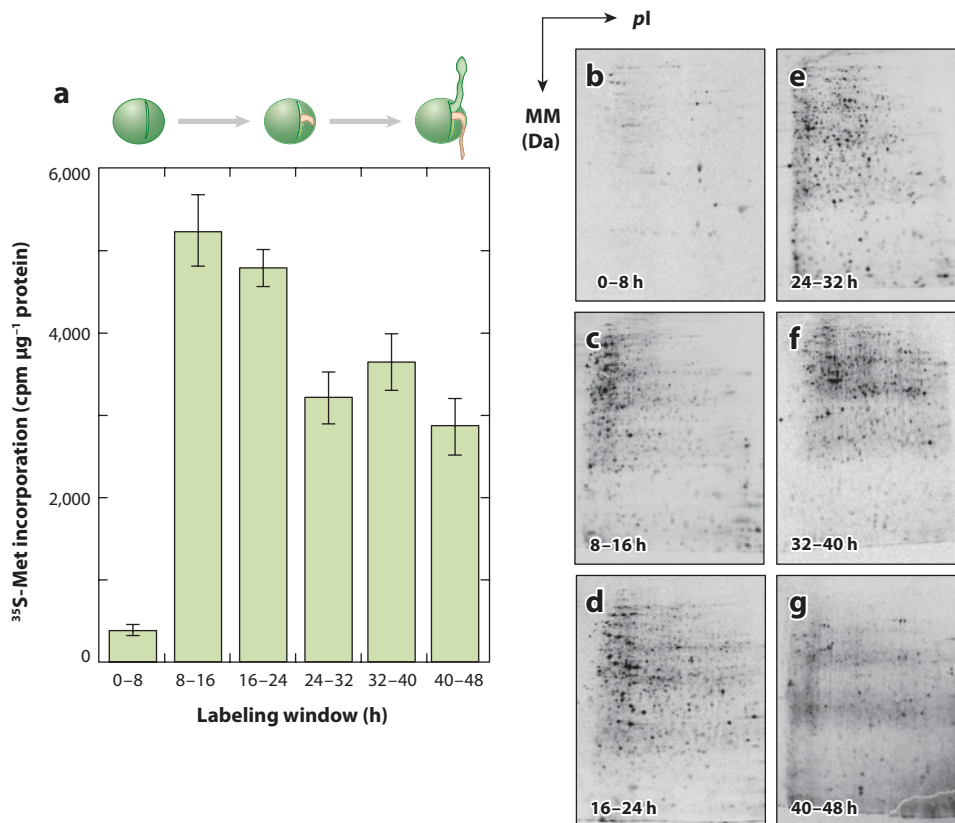 a
6,000
4,000
2,000
0
³⁵S-Met incorporation (cpm µg⁻¹ protein)
0–8 8–16 16–24 24–32 32–40 40–48
Labeling window (h)
pI
MM
(Da)
b
0–8 h
e
24–32 h
c
8–16 h
f
32–40 h
d
16–24 h
g
40–48 h